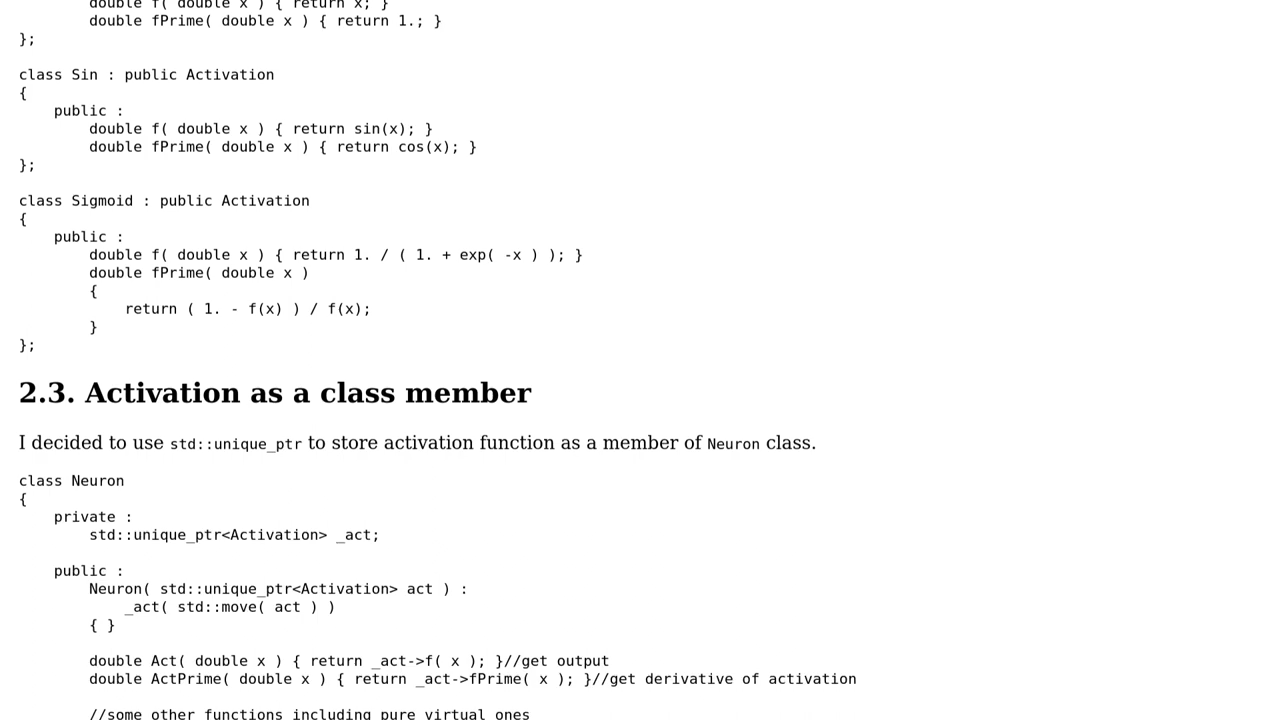 double f( double x ) { return x; }
double fPrime( double x ) { return 1.; }
};
class Sin : public Activation
{
public :
double f( double x ) { return sin(x); }
double fPrime( double x ) { return cos(x); }
};
class Sigmoid : public Activation
{
public :
double f( double x ) { return 1. / ( 1. + exp( -x ) ); }
double fPrime( double x )
{
return ( 1. - f(x) ) / f(x);
}
};
2.3. Activation as a class member
I decided to use std::unique_ptr to store activation function as a member of Neuron class.
class Neuron
{
private :
std::unique_ptr<Activation> _act;
public :
Neuron( std::unique_ptr<Activation> act ) :
_act( std::move( act ) )
{ }
double Act( double x ) { return _act->f( x ); }//get output
double ActPrime( double x ) { return _act->fPrime( x ); }//get derivative of activation
//some other functions including pure virtual ones